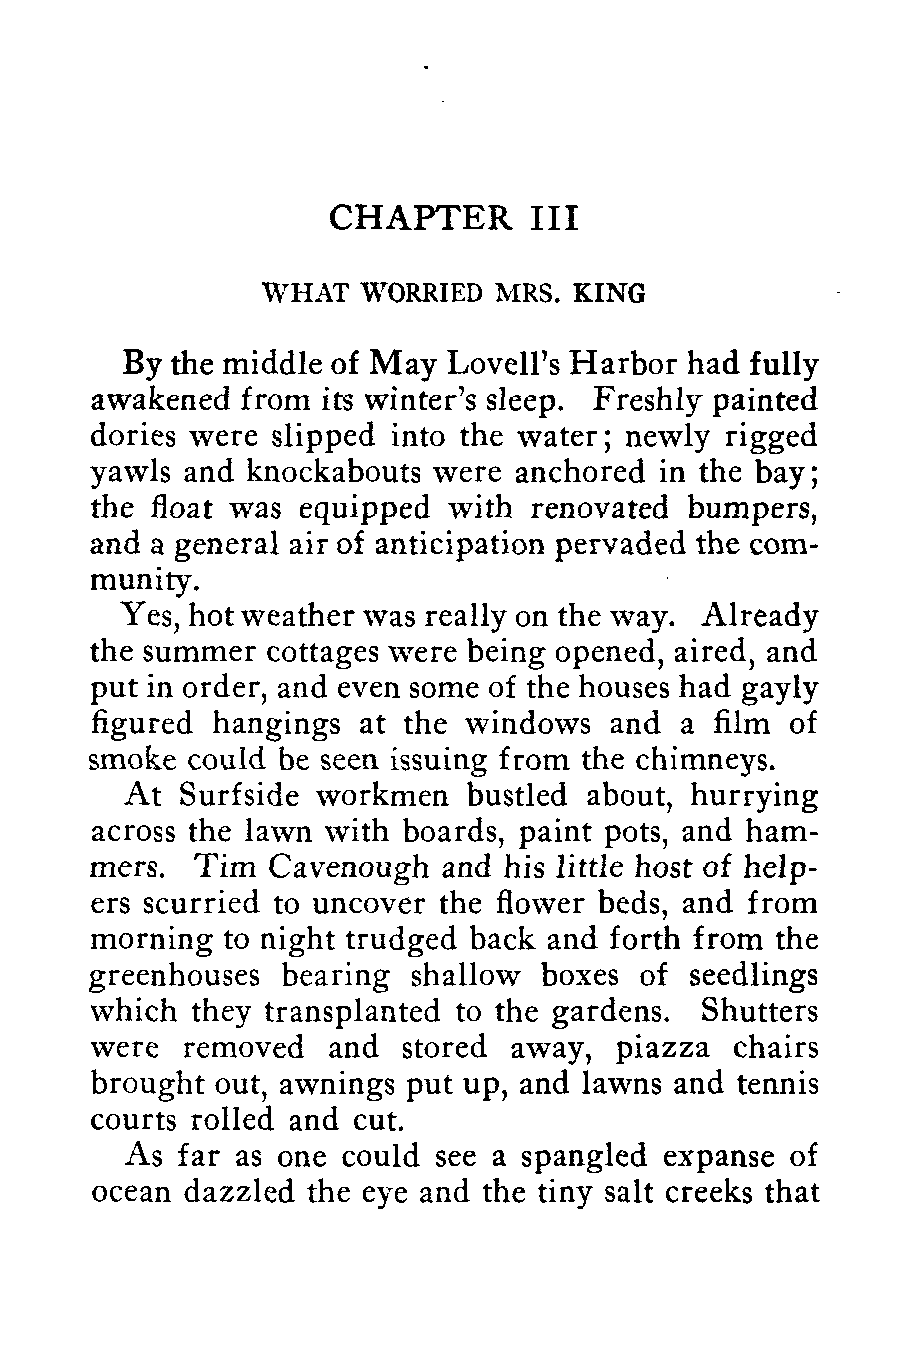 CHAPTER III
WHAT WORRIED MRS. KING
By the middle of May Lovell's Harbor had fully
awakened from its winter's sleep. Freshly painted
dories were slipped into the water; newly rigged
yawls and knockabouts were anchored in the bay;
the float was equipped with renovated bumpers,
and a general air of anticipation pervaded the com-
munity.
Yes, hot weather was really on the way. Already
the summer cottages were being opened, aired, and
put in order, and even some of the houses had gayly
figured hangings at the windows and a film of
smoke could be seen issuing from the chimneys.
At Surfside workmen bustled about, hurrying
across the lawn with boards, paint pots, and ham-
mers. Tim Cavenough and his little host of help-
ers scurried to uncover the flower beds, and from
morning to night trudged back and forth from the
greenhouses bearing shallow boxes of seedlings
which they transplanted to the gardens. Shutters
were removed and stored away, piazza chairs
brought out, awnings put up, and lawns and tennis
courts rolled and cut.
As far as one could see a spangled expanse of
ocean dazzled the eye and the tiny salt creeks that